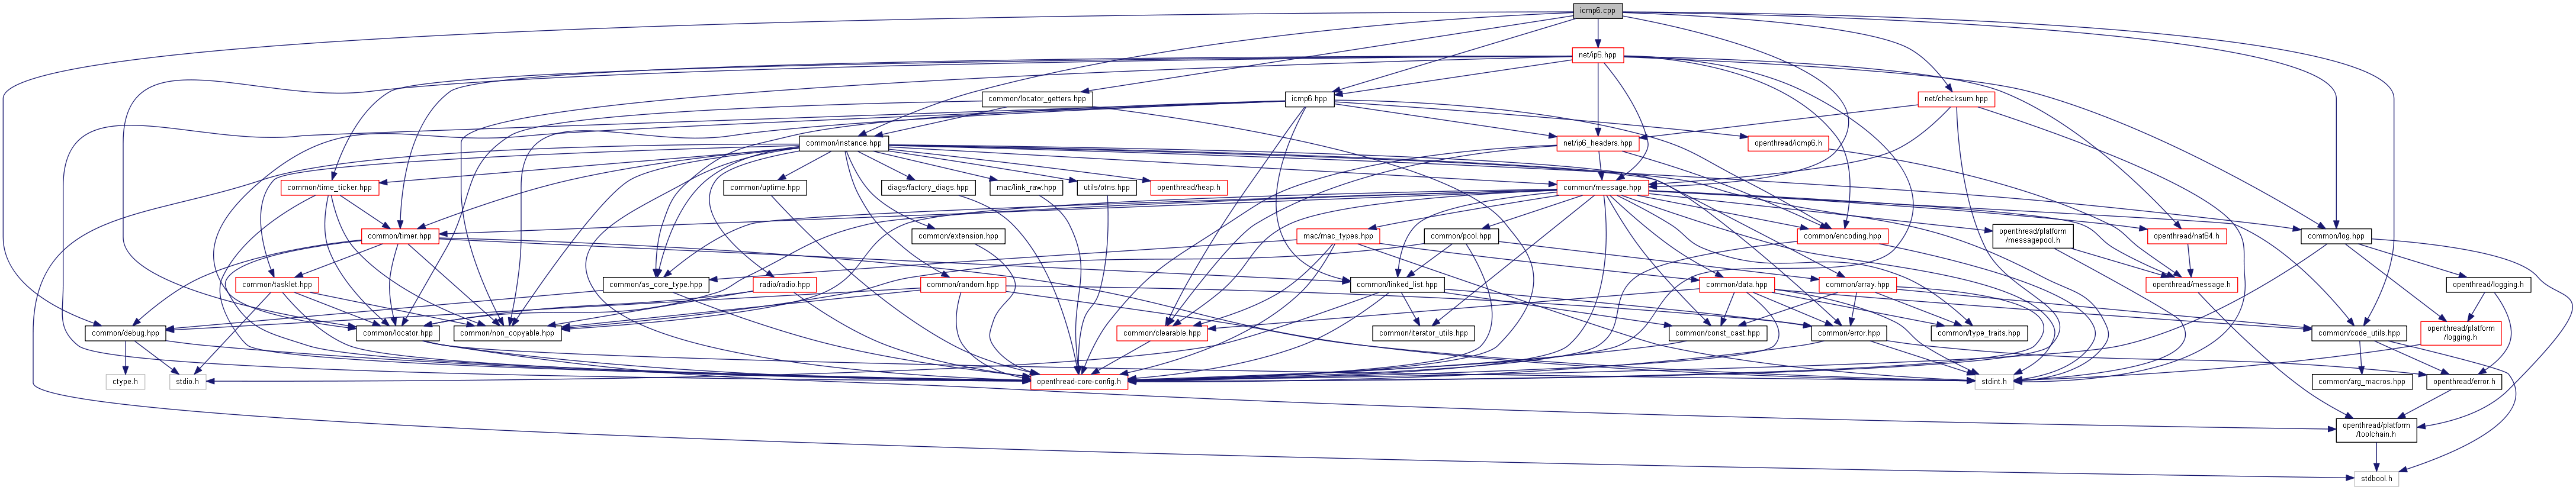 icmp6.cpp
net/ip6.hpp
common/locator_getters.hpp
icmp6.hpp
net/checksum.hpp
common/instance.hpp
net/ip6_headers.hpp
openthread/icmp6.h
common/time_ticker.hpp
common/uptime.hpp
diags/factory_diags.hpp
mac/link_raw.hpp
utils/otns.hpp
openthread/heap.h
common/message.hpp
common/timer.hpp
common/extension.hpp
mac/mac_types.hpp
common/pool.hpp
common/encoding.hpp
openthread/platform
/messagepool.h
openthread/nat64.h
common/log.hpp
common/tasklet.hpp
common/as_core_type.hpp
radio/radio.hpp
common/random.hpp
common/linked_list.hpp
common/data.hpp
common/array.hpp
openthread/message.h
openthread/logging.h
common/debug.hpp
common/locator.hpp
common/non_copyable.hpp
common/clearable.hpp
common/iterator_utils.hpp
common/const_cast.hpp
common/error.hpp
common/type_traits.hpp
common/code_utils.hpp
openthread/platform
/logging.h
ctype.h
stdio.h
openthread-core-config.h
stdint.h
common/arg_macros.hpp
openthread/error.h
openthread/platform
/toolchain.h
stdbool.h